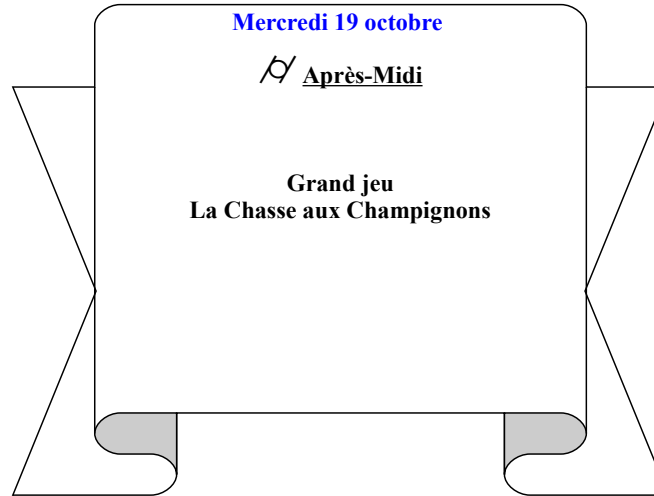 Mercredi 19 octobre
Après-Midi
Grand jeu
La Chasse aux Champignons